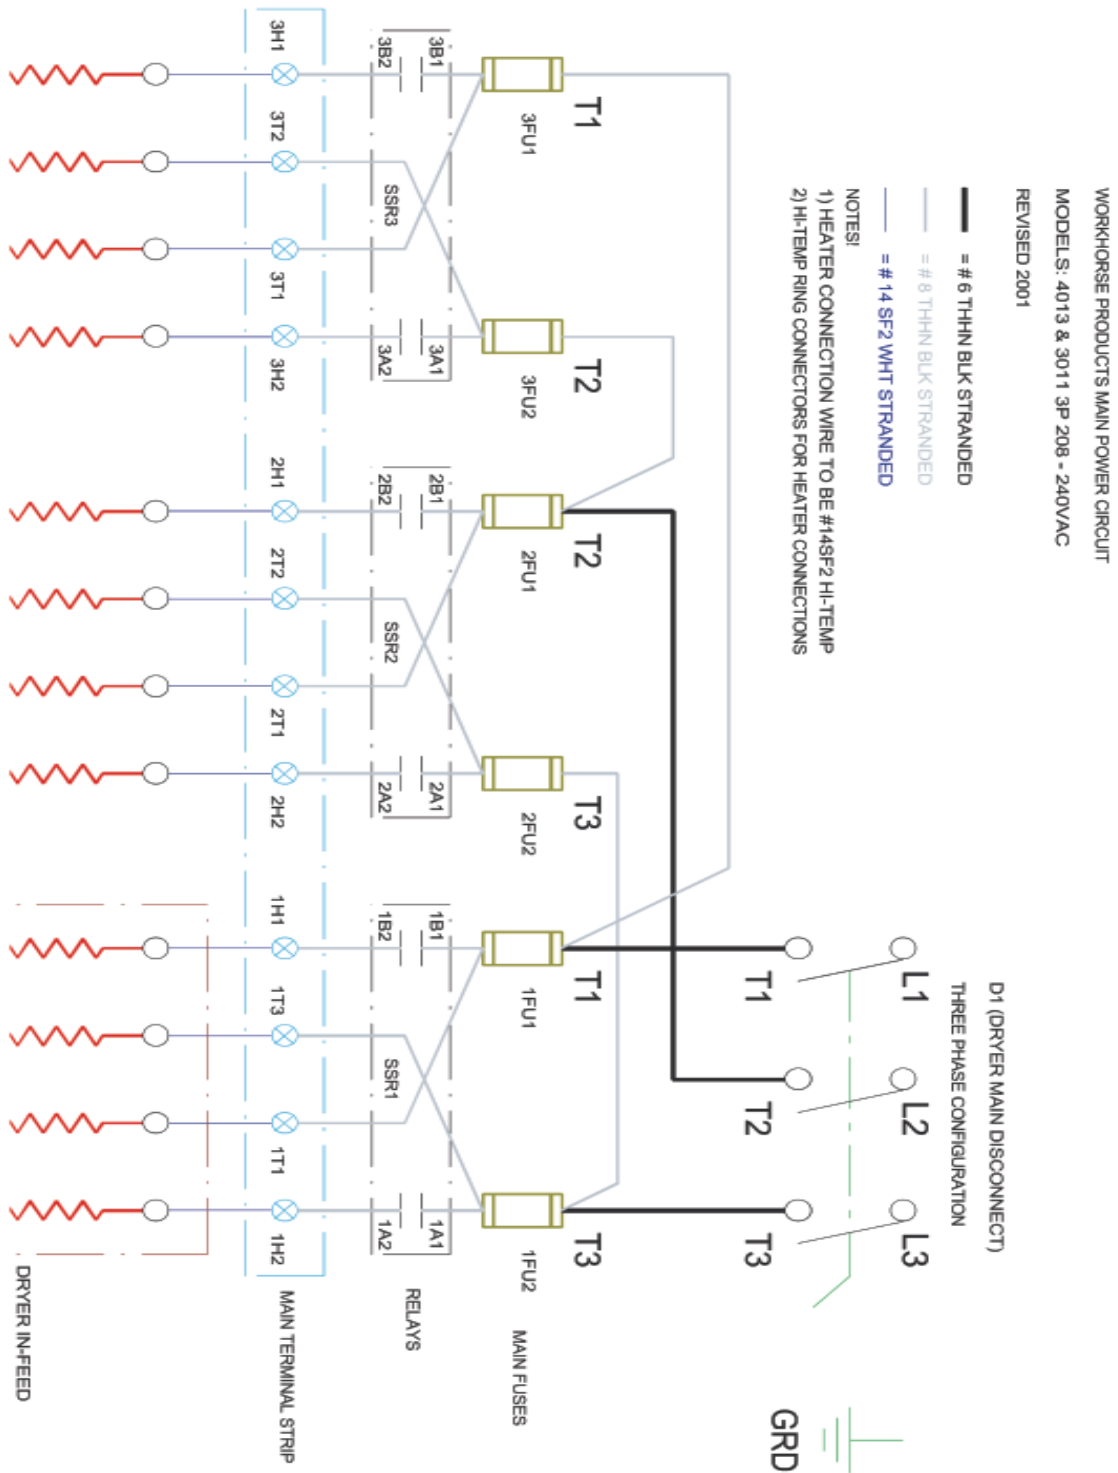 WORKHORSE PRODUCTS MAIN POWER CIRCUIT
MODELS: 4013 & 3011 3P 208 - 240VAC
REVISED 2001
= # 6 THHN BLK STRANDED
= # 8 THHN BLK STRANDED
= # 14 SF2 WHT STRANDED
NOTES!
1) HEATER CONNECTION WIRE TO BE #14SF2 HI-TEMP
2) HI-TEMP RING CONNECTORS FOR HEATER CONNECTIONS
D1 (DRYER MAIN DISCONNECT)
THREE PHASE CONFIGURATION
L1 L2 L3
T1 T2 T3
GRD
T1 T2 T2 T3 T1 T3
3FU1 3FU2 2FU1 2FU2 1FU1 1FU2
MAIN FUSES
3B1 3A1 2B1 2A1 1B1 1A1
SSR3 SSR2 SSR1
RELAYS
3B2 3A2 2B2 2A2 1B2 1A2
3H1 3T2 3T1 3H2 2H1 2T2 2T1 2H2 1H1 1T3 1T1 1H2
MAIN TERMINAL STRIP
DRYER IN-FEED